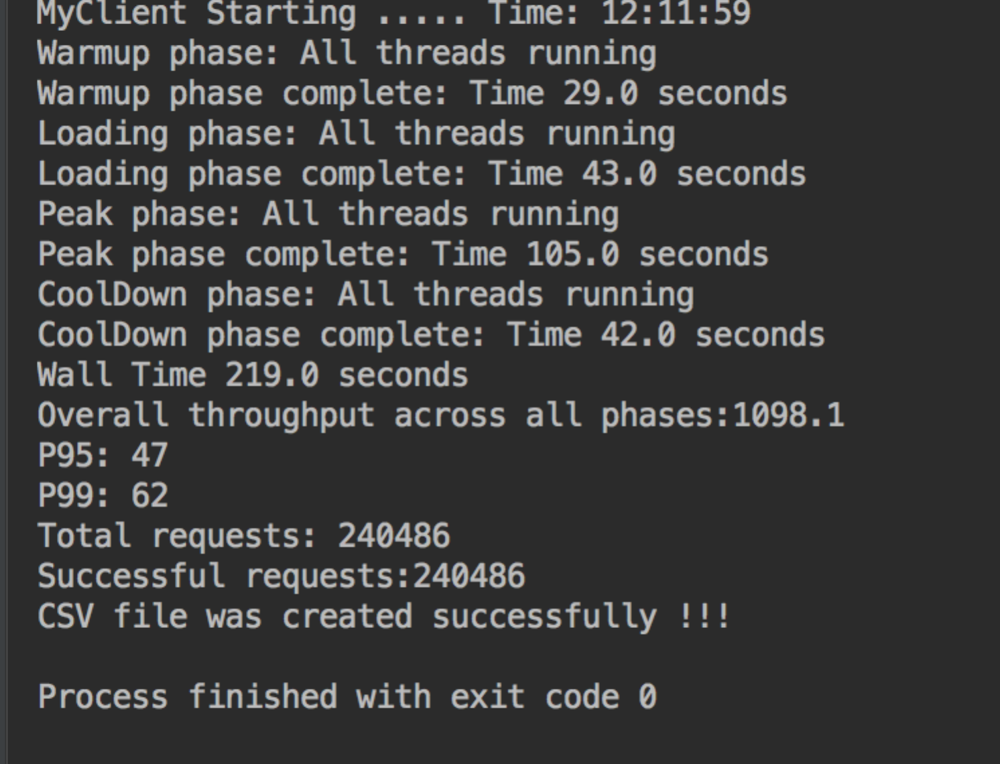 MyClient Starting ..... Time: 12:11:59
Warmup phase: All threads running
Warmup phase complete: Time 29.0 seconds
Loading phase: All threads running
Loading phase complete: Time 43.0 seconds
Peak phase: All threads running
Peak phase complete: Time 105.0 seconds
CoolDown phase: All threads running
CoolDown phase complete: Time 42.0 seconds
Wall Time 219.0 seconds
Overall throughput across all phases:1098.1
P95: 47
P99: 62
Total requests: 240486
Successful requests:240486
CSV file was created successfully !!!
Process finished with exit code 0